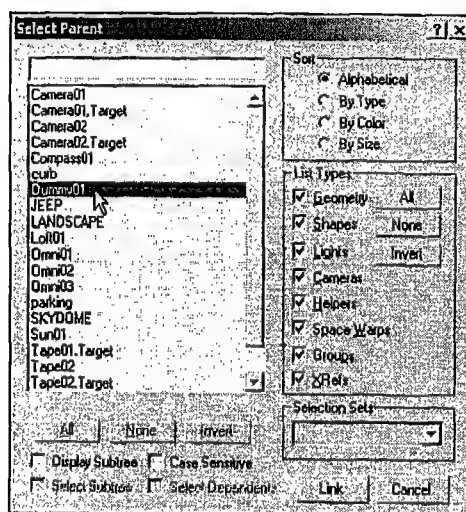 Select Parent
Camera01
Camera01.Target
Camera02
Camera02.Target
Compass01
curb
Dummy01
JEEP
LANDSCAPE
Loft01
Omni01
Omni02
Omni03
parking
SKYDOME
Sun01
Tape01.Target
Tape02
Tape02.Target
All None Invert
Display Subtree Case Sensitive
Select Subtree Select Dependents
Sort
Alphabetical
By Type
By Color
By Size
List Types
Geometry All
Shapes None
Lights Invert
Cameras
Helpers
Space Warps
Groups
XRefs
Selection Sets
Link Cancel